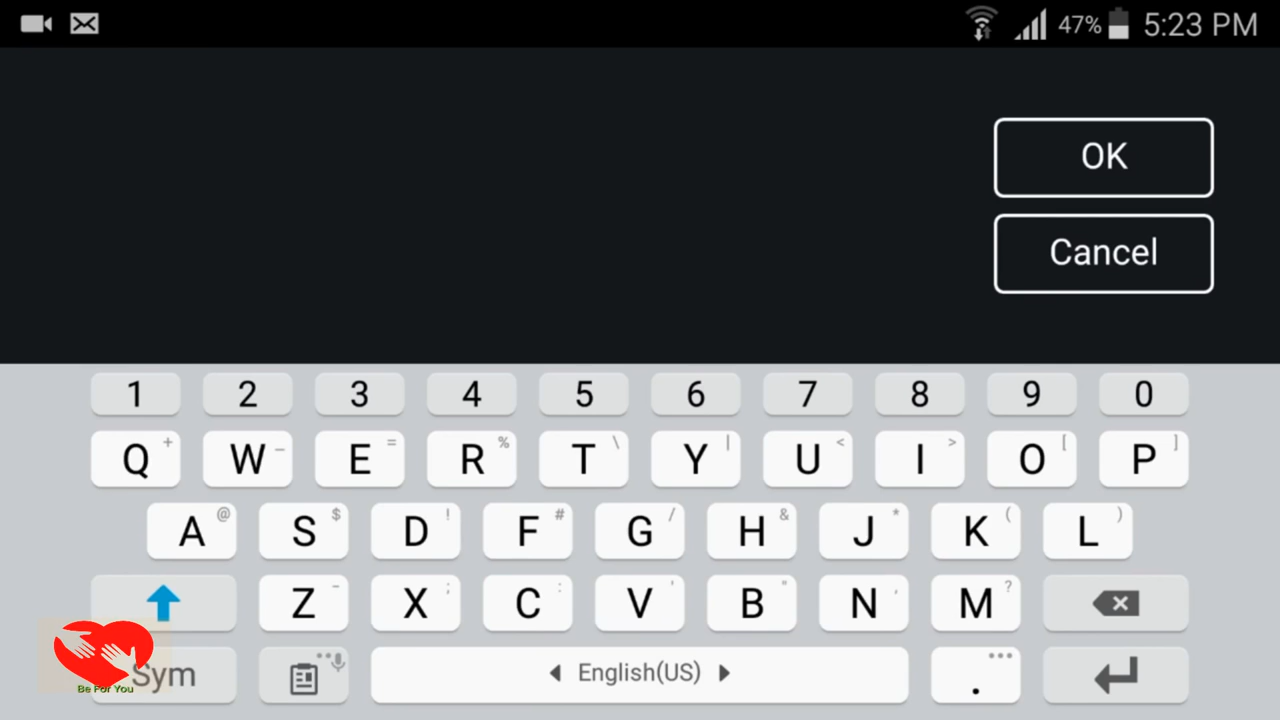 47% 5:23 PM
OK
Cancel
1 2 3 4 5 6 7 8 9 0
Q + W _ E = R % T \ Y | U < I > O [ P ]
A @ S $ D ! F # G / H & J * K ( L )
Z - X ; C : V ' B " N , M ?
Sym English(US) .
Be For You